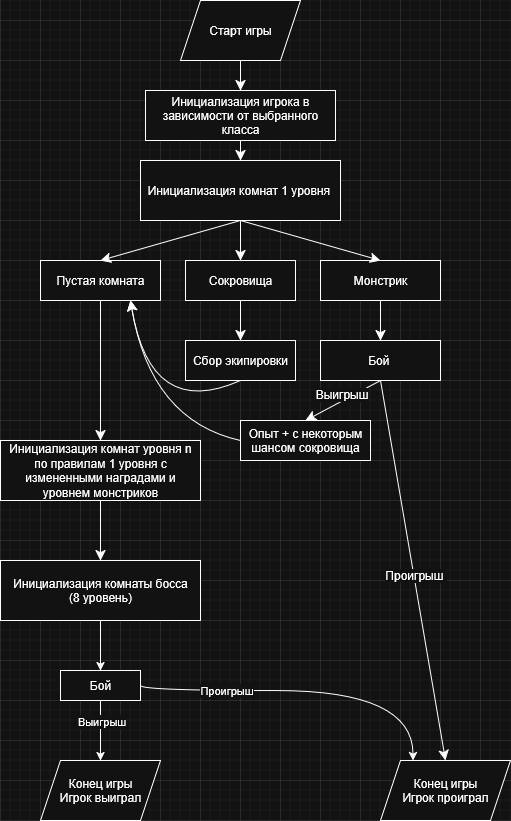 Старт игры
Инициализация игрока в
зависимости от выбранного
класса
Инициализация комнат 1 уровня
Пустая комната
Сокровища
Монстрик
Сбор экипировки
Бой
Выигрыш
Опыт + с некоторым
шансом сокровища
Инициализация комнат уровня n
по правилам 1 уровня с
измененными наградами и
уровнем монстриков
Проигрыш
Инициализация комнаты босса
(8 уровень)
Бой
Проигрыш
Выигрыш
Конец игры
Игрок выиграл
Конец игры
Игрок проиграл